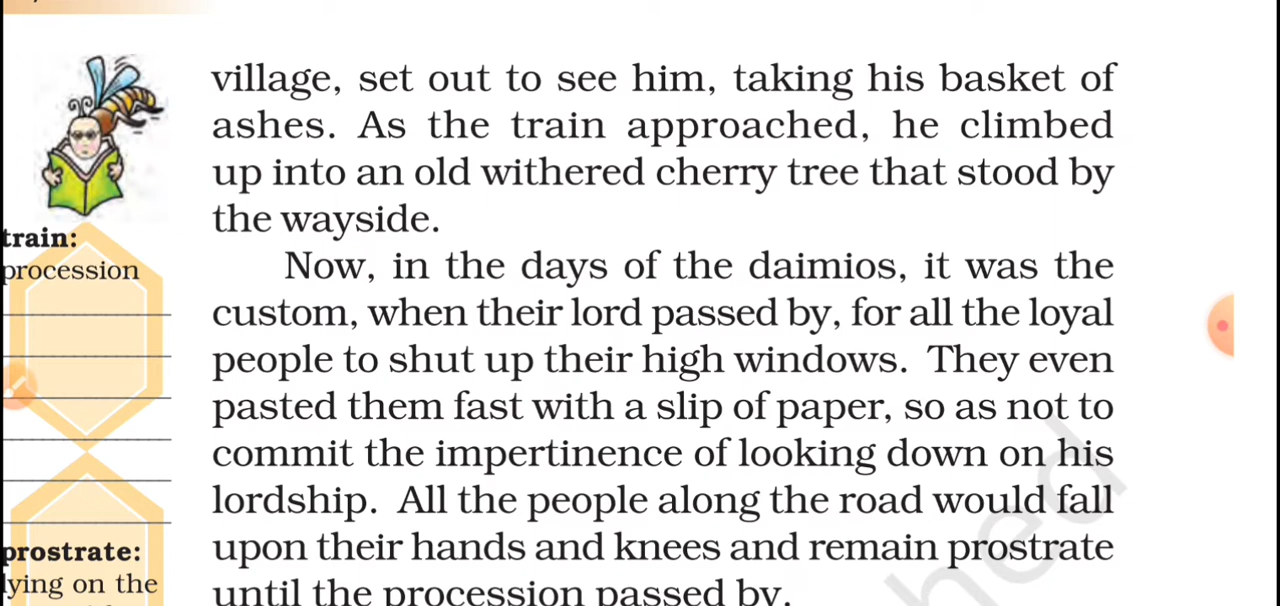 village, set out to see him, taking his basket of
ashes. As the train approached, he climbed
up into an old withered cherry tree that stood by
the wayside.
train:
procession
Now, in the days of the daimios, it was the
custom, when their lord passed by, for all the loyal
people to shut up their high windows. They even
pasted them fast with a slip of paper, so as not to
commit the impertinence of looking down on his
lordship. All the people along the road would fall
upon their hands and knees and remain prostrate
until the procession passed by.
prostrate:
lying on the